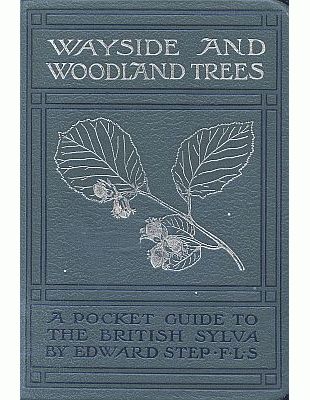 WAYSIDE AND
WOODLAND TREES
A POCKET GUIDE TO
THE BRITISH SYLVA
BY EDWARD STEP·F·L·S